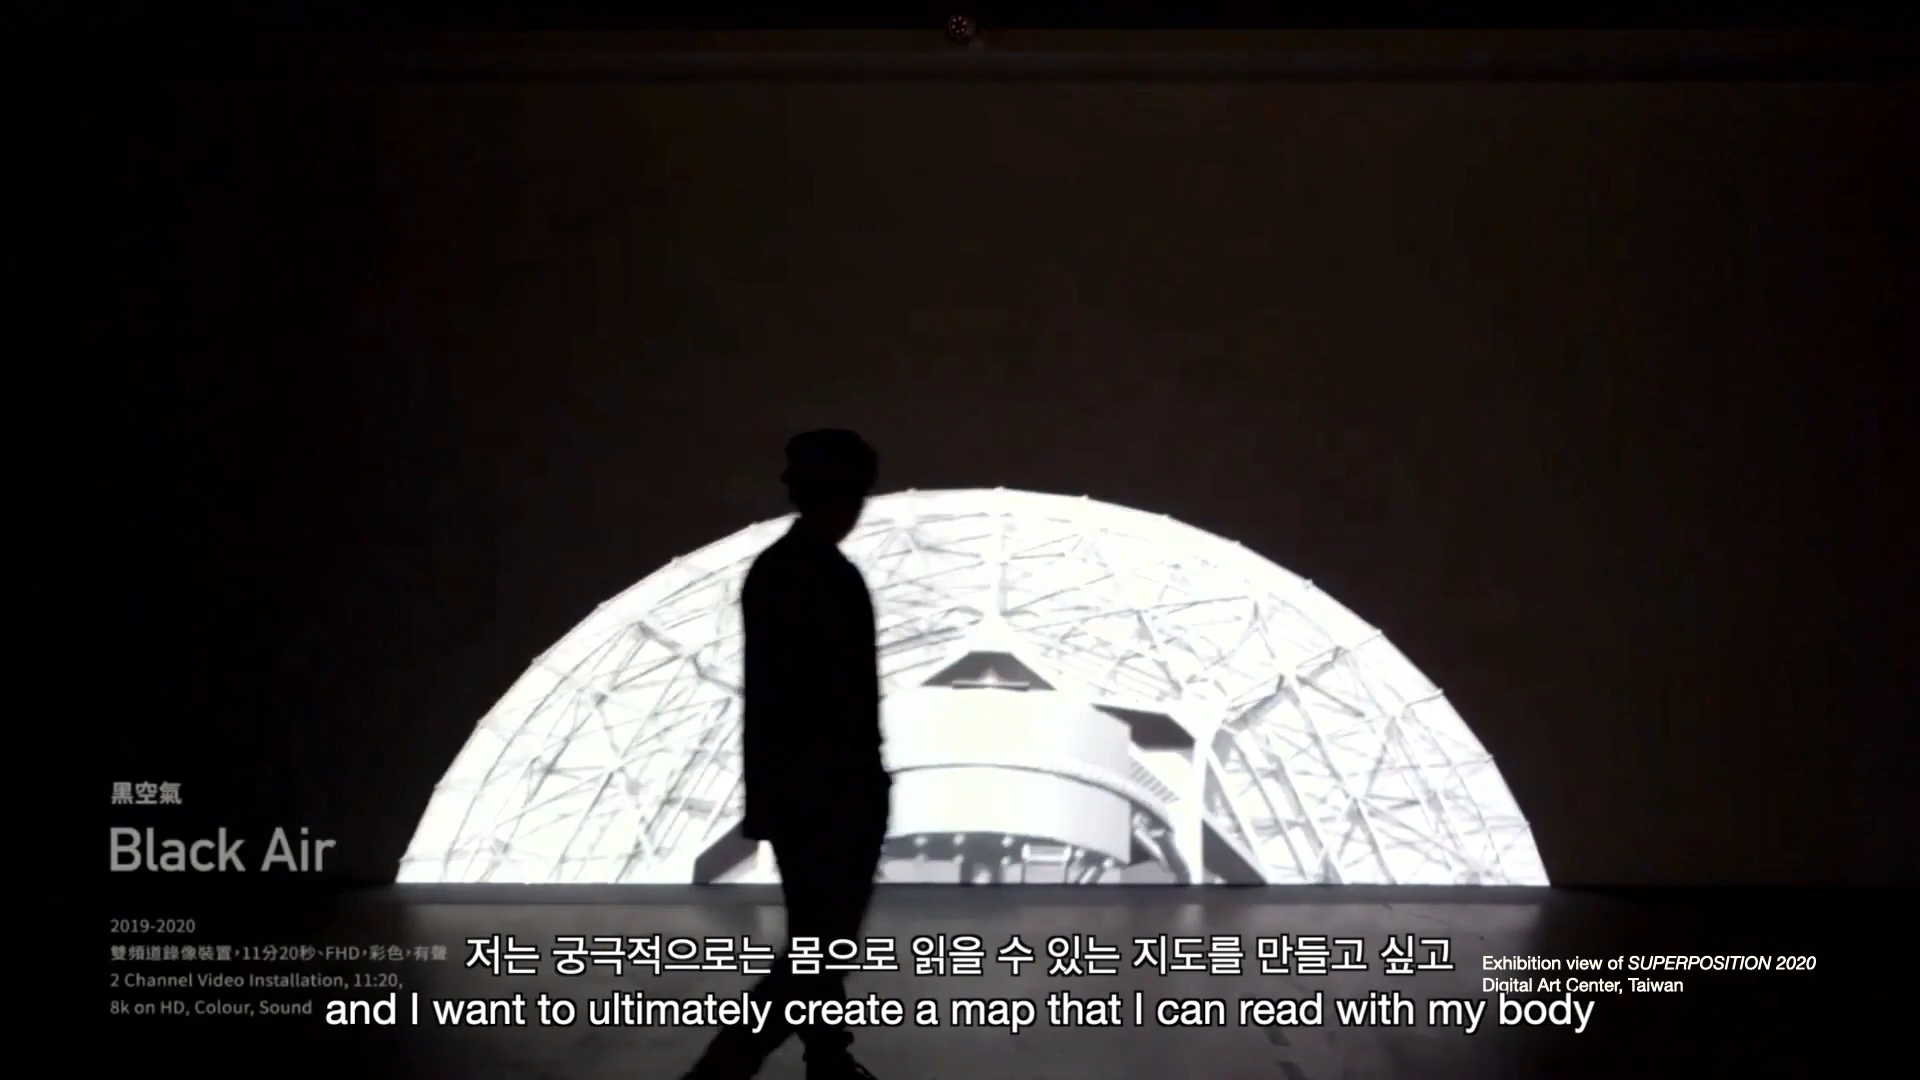 黑空氣
Black Air
2019-2020
雙頻道錄像裝置，11分20秒、FHD，彩色，有聲
2 Channel Video Installation, 11:20,
8k on HD, Colour, Sound
저는 궁극적으로는 몸으로 읽을 수 있는 지도를 만들고 싶고
and I want to ultimately create a map that I can read with my body
Exhibition view of SUPERPOSITION 2020
Digital Art Center, Taiwan